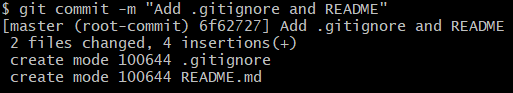 $ git commit -m "Add .gitignore and README"
[master (root-commit) 6f62727] Add .gitignore and README
 2 files changed, 4 insertions(+)
 create mode 100644 .gitignore
 create mode 100644 README.md